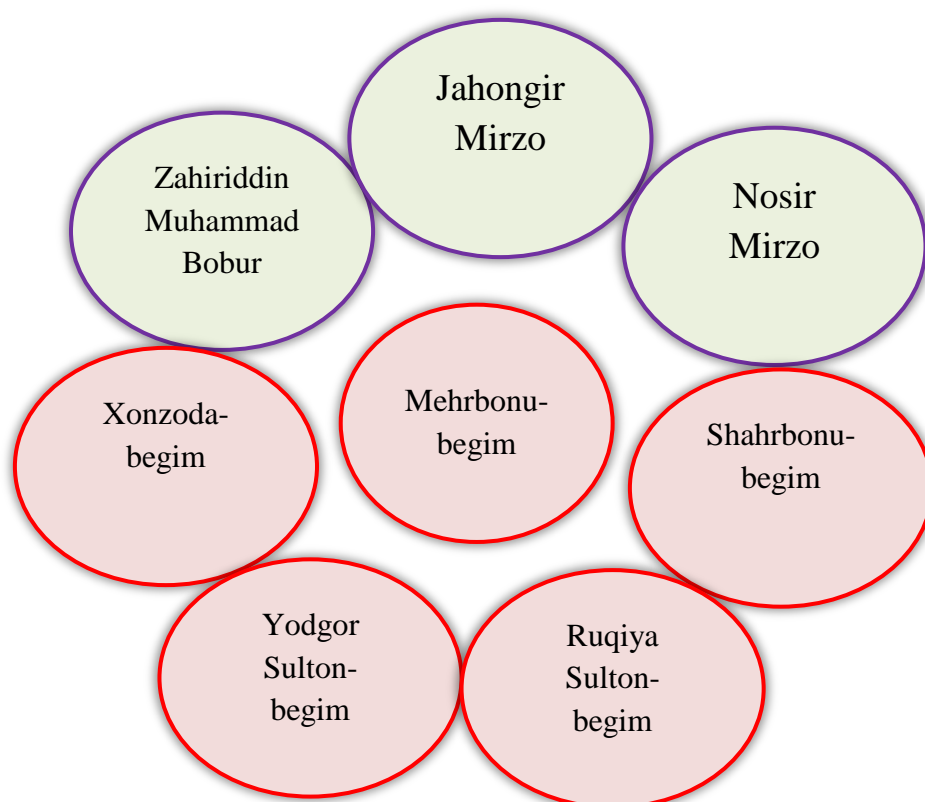 Jahongir
Mirzo
Zahiriddin
Muhammad
Bobur
Nosir
Mirzo
Xonzoda-
begim
Mehrbonu-
begim
Shahrbonu-
begim
Yodgor
Sulton-
begim
Ruqiya
Sulton-
begim